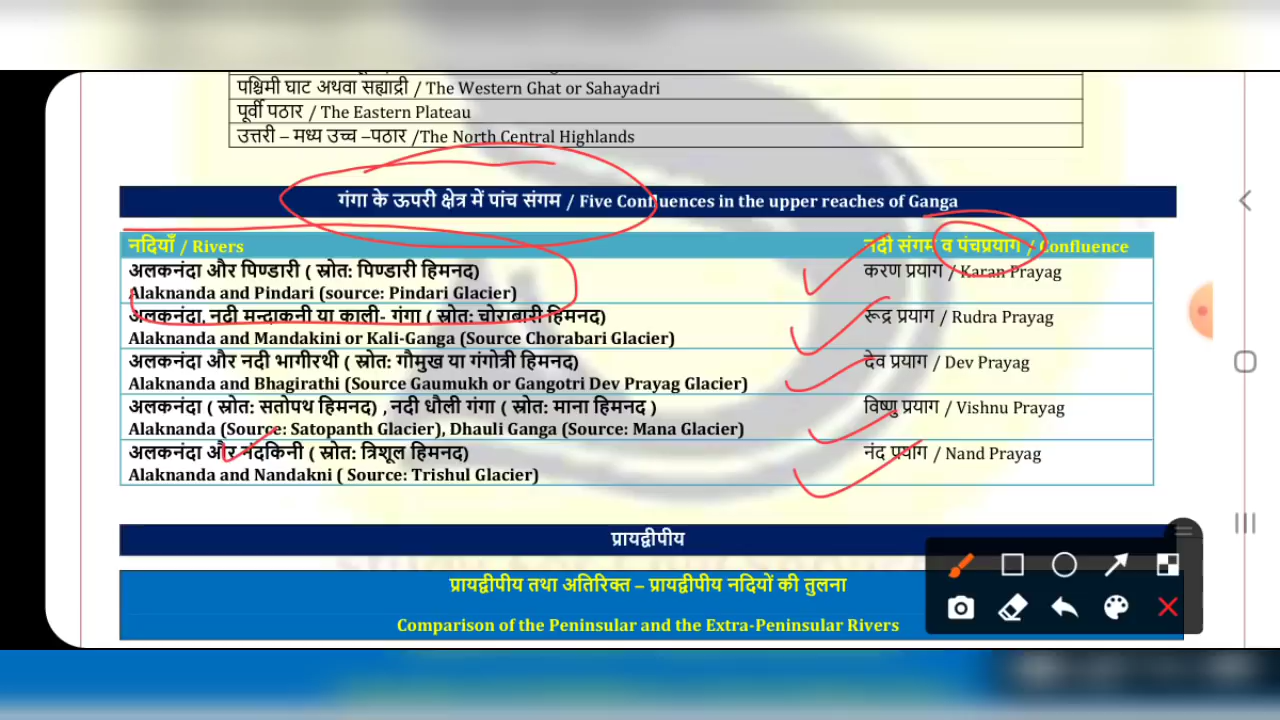 पश्चिमी घाट अथवा सह्याद्री / The Western Ghat or Sahayadri
पूर्वी पठार / The Eastern Plateau
उत्तरी – मध्य उच्च –पठार /The North Central Highlands
गंगा के ऊपरी क्षेत्र में पांच संगम / Five Confluences in the upper reaches of Ganga
नदियाँ / Rivers
नदी संगम व पंचप्रयाग / Confluence
अलकनंदा और पिण्डारी ( स्रोत: पिण्डारी हिमनद)
Alaknanda and Pindari (source: Pindari Glacier)
करण प्रयाग / Karan Prayag
अलकनंदा, नदी मन्दाकनी या काली- गंगा ( स्रोत: चोराबारी हिमनद)
Alaknanda and Mandakini or Kali-Ganga (Source Chorabari Glacier)
रूद्र प्रयाग / Rudra Prayag
अलकनंदा और नदी भागीरथी ( स्रोत: गौमुख या गंगोत्री हिमनद)
Alaknanda and Bhagirathi (Source Gaumukh or Gangotri Dev Prayag Glacier)
देव प्रयाग / Dev Prayag
अलकनंदा ( स्रोत: सतोपथ हिमनद) , नदी धौली गंगा ( स्रोत: माना हिमनद )
Alaknanda (Source: Satopanth Glacier), Dhauli Ganga (Source: Mana Glacier)
विष्णु प्रयाग / Vishnu Prayag
अलकनंदा और नंदकिनी ( स्रोत: त्रिशूल हिमनद)
Alaknanda and Nandakni ( Source: Trishul Glacier)
नंद प्रयाग / Nand Prayag
प्रायद्वीपीय
प्रायद्वीपीय तथा अतिरिक्त – प्रायद्वीपीय नदियों की तुलना
Comparison of the Peninsular and the Extra-Peninsular Rivers